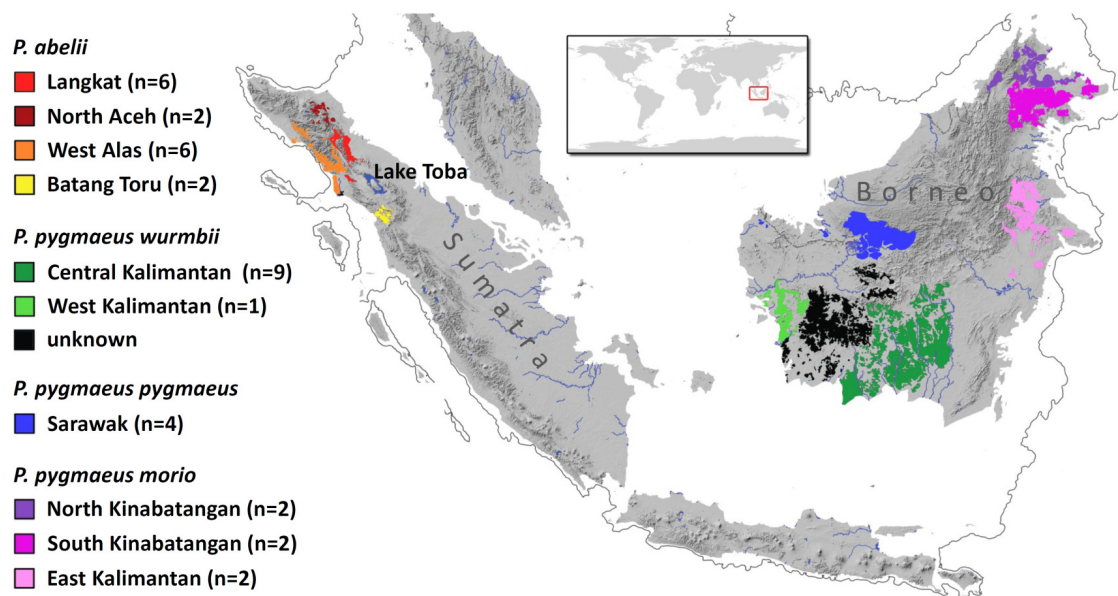 P. abelii
Langkat (n=6)
North Aceh (n=2)
West Alas (n=6)
Batang Toru (n=2)
P. pygmaeus wurmbii
Central Kalimantan (n=9)
West Kalimantan (n=1)
unknown
P. pygmaeus pygmaeus
Sarawak (n=4)
P. pygmaeus morio
North Kinabatangan (n=2)
South Kinabatangan (n=2)
East Kalimantan (n=2)
Lake Toba
Sumatra
Borneo